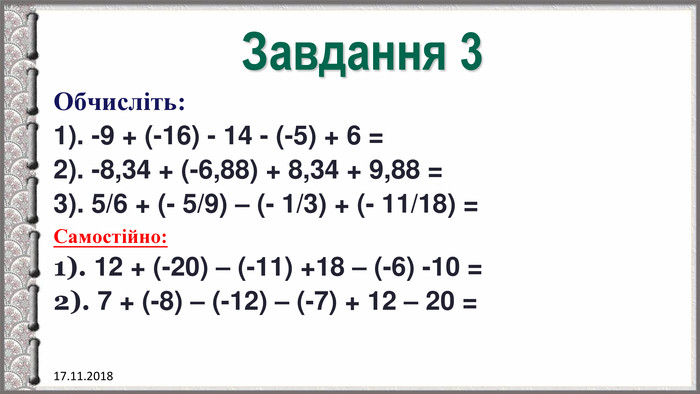 Завдання 3
Обчисліть:
1). -9 + (-16) - 14 - (-5) + 6 =
2). -8,34 + (-6,88) + 8,34 + 9,88 =
3). 5/6 + (- 5/9) – (- 1/3) + (- 11/18) =
Самостійно:
1). 12 + (-20) – (-11) +18 – (-6) -10 =
2). 7 + (-8) – (-12) – (-7) + 12 – 20 =
17.11.2018